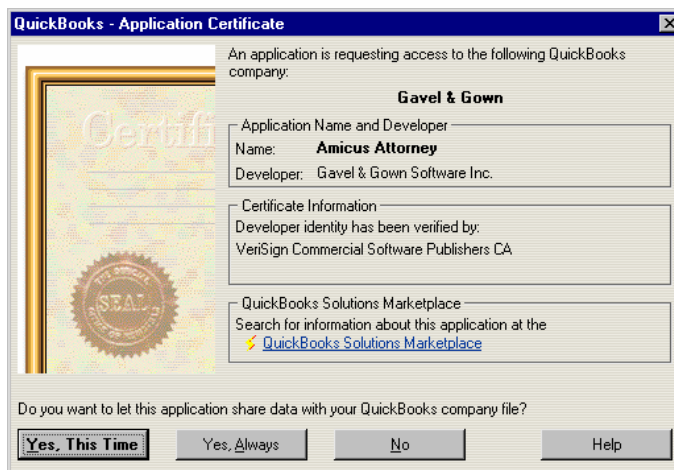 QuickBooks - Application Certificate
An application is requesting access to the following QuickBooks
company:
Gavel & Gown
Application Name and Developer
Name: Amicus Attorney
Developer: Gavel & Gown Software Inc.
Certificate Information
Developer identity has been verified by:
VeriSign Commercial Software Publishers CA
QuickBooks Solutions Marketplace
Search for information about this application at the
QuickBooks Solutions Marketplace
Certifi
SEAL
Do you want to let this application share data with your QuickBooks company file?
Yes, This Time
Yes, Always
No
Help